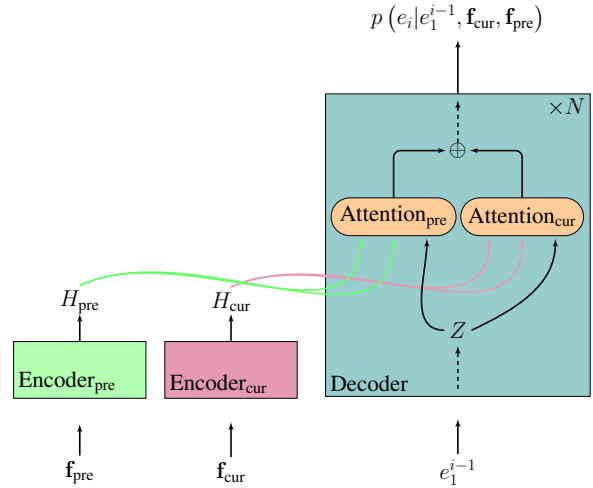 p (e_i|e_1^{i−1}, f_cur, f_pre)
×N
⊕
Attention_pre Attention_cur
H_pre H_cur
Z
Encoder_pre Encoder_cur Decoder
f_pre f_cur e_1^{i−1}